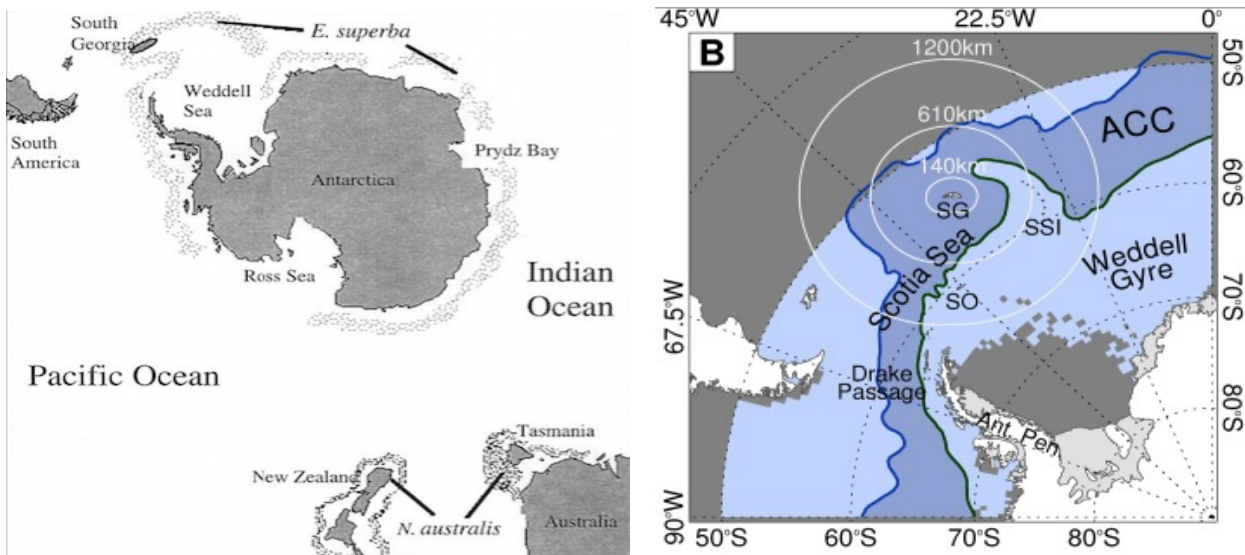 South
Georgia
E. superba
Weddell
Sea
South
America
Prydz Bay
Antarctica
Ross Sea
Indian
Ocean
Pacific Ocean
Tasmania
New Zealand
N. australis
Australia
45°W
22.5°W
0°
B
1200km
50°S
610km
ACC
140km
60°S
SG
SSI
Scotia Sea
Weddell
Gyre
SO
70°S
67.5°W
Drake
Passage
80°S
Ant. Pen
90°W
50°S
60°S
70°S
80°S